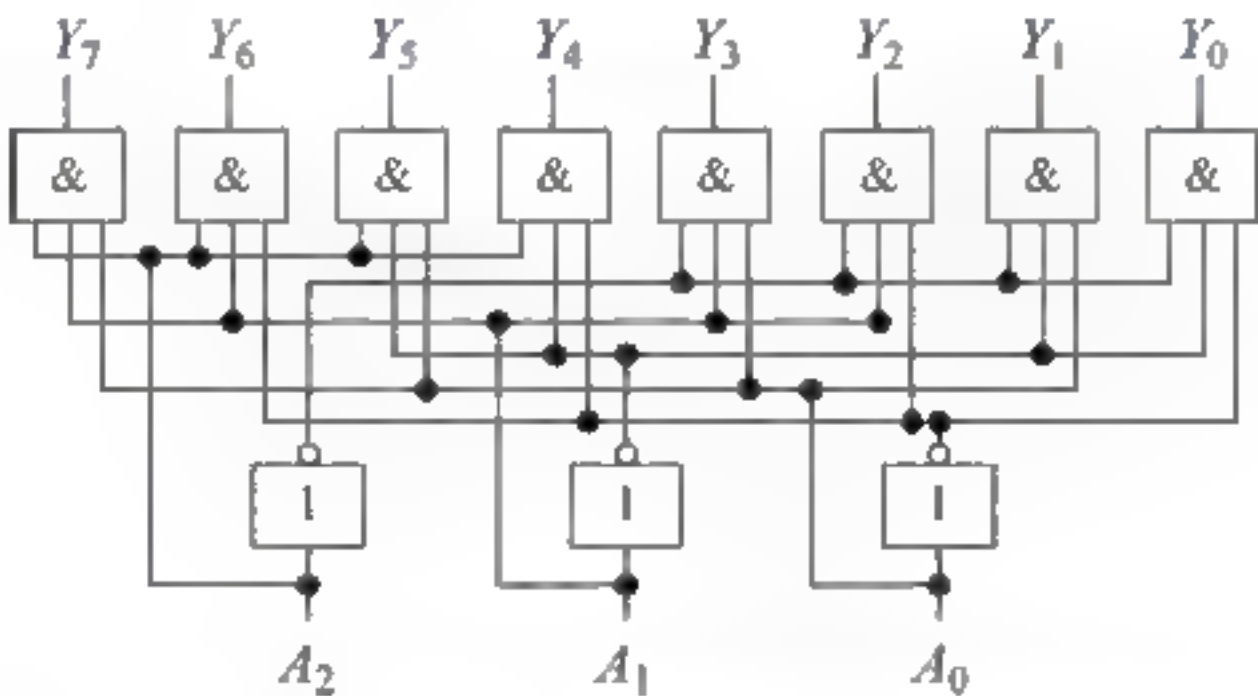 Y₇ Y₆ Y₅ Y₄ Y₃ Y₂ Y₁ Y₀
& & & & & & & &
1 1 1
A₂ A₁ A₀